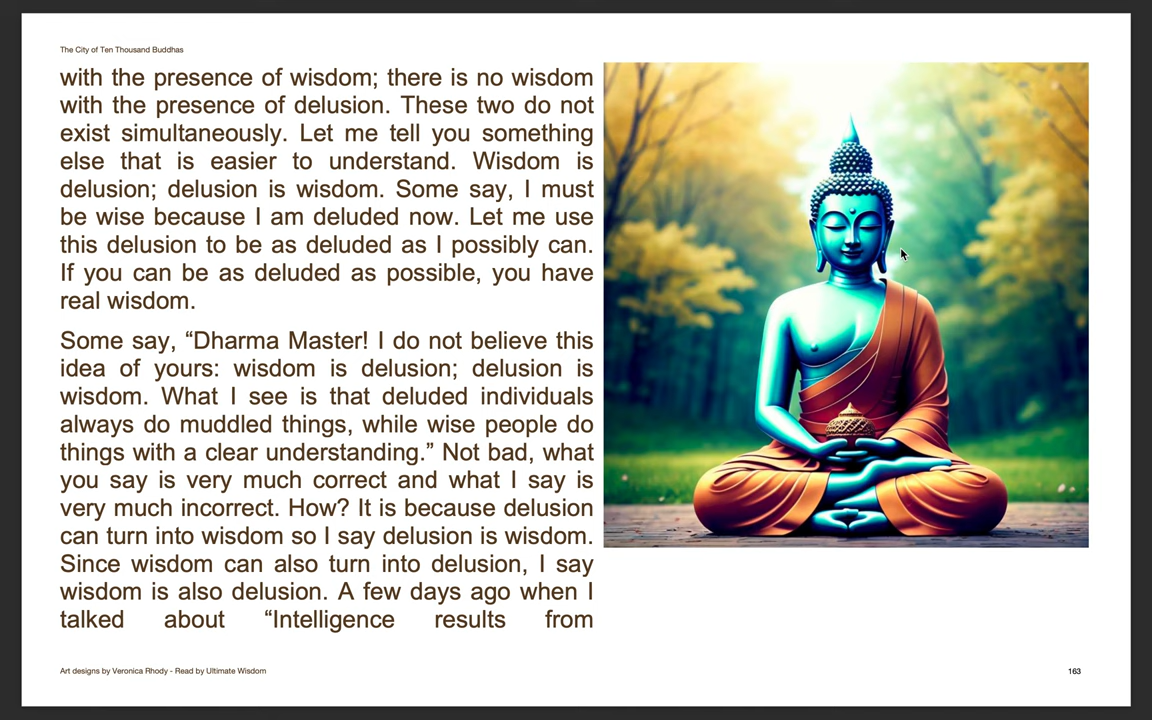 The City of Ten Thousand Buddhas
with the presence of wisdom; there is no wisdom
with the presence of delusion. These two do not
exist simultaneously. Let me tell you something
else that is easier to understand. Wisdom is
delusion; delusion is wisdom. Some say, I must
be wise because I am deluded now. Let me use
this delusion to be as deluded as I possibly can.
If you can be as deluded as possible, you have
real wisdom.
Some say, “Dharma Master! I do not believe this
idea of yours: wisdom is delusion; delusion is
wisdom. What I see is that deluded individuals
always do muddled things, while wise people do
things with a clear understanding.” Not bad, what
you say is very much correct and what I say is
very much incorrect. How? It is because delusion
can turn into wisdom so I say delusion is wisdom.
Since wisdom can also turn into delusion, I say
wisdom is also delusion. A few days ago when I
talked about “Intelligence results from
Art designs by Veronica Rhody - Read by Ultimate Wisdom
163